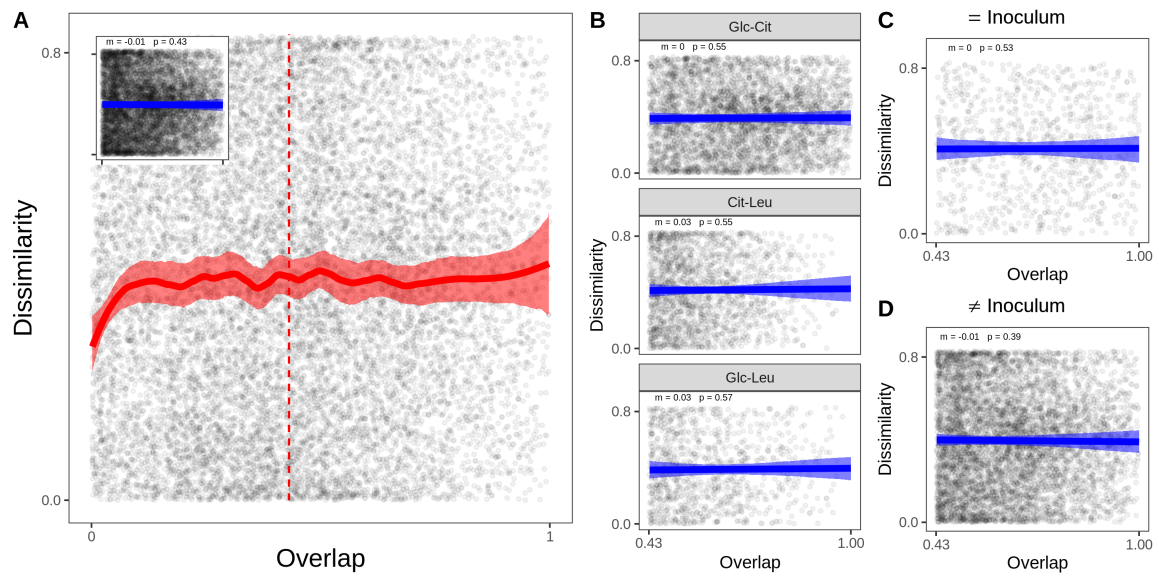 A
m = -0.01 p = 0.43
0.8
0.0
Dissimilarity
0
1
Overlap
B
Glc-Cit
m = 0 p = 0.55
0.8
0.0
Cit-Leu
m = 0.03 p = 0.55
0.8
0.0
Glc-Leu
m = 0.03 p = 0.57
0.8
0.0
Dissimilarity
0.43
1.00
Overlap
C
= Inoculum
m = 0 p = 0.53
0.8
0.0
Dissimilarity
0.43
1.00
Overlap
D
≠ Inoculum
m = -0.01 p = 0.39
0.8
0.0
Dissimilarity
0.43
1.00
Overlap